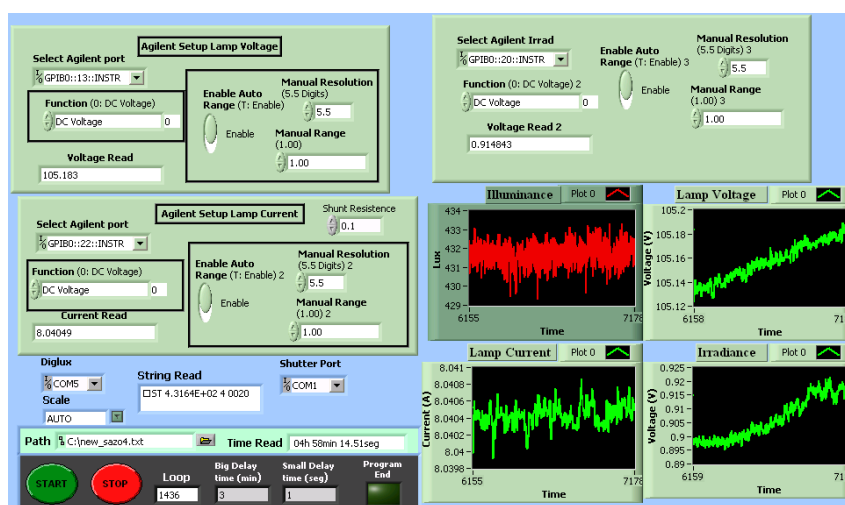 Agilent Setup Lamp Voltage
Select Agilent port
GPIB0::13::INSTR
Function (0: DC Voltage)
DC Voltage 0
Voltage Read
105.183
Enable Auto
Range (T: Enable)
Enable
Manual Resolution
(5.5 Digits)
5.5
Manual Range
(1.00)
1.00
Select Agilent Irrad
GPIB0::20::INSTR
Function (0: DC Voltage) 2
DC Voltage 0
Voltage Read 2
0.914843
Enable Auto
Range (T: Enable) 3
Enable
Manual Resolution
(5.5 Digits) 3
5.5
Manual Range
(1.00) 3
1.00
Agilent Setup Lamp Current
Shunt Resistence
0.1
Select Agilent port
GPIB0::22::INSTR
Function (0: DC Voltage)
DC Voltage 0
Current Read
8.04049
Enable Auto
Range (T: Enable) 2
Enable
Manual Resolution
(5.5 Digits) 2
5.5
Manual Range
(1.00) 2
1.00
Illuminance Plot 0
Lux
434
433
432
431
430
429
6155 7178
Time
Lamp Voltage Plot 0
Voltage (V)
105.2
105.18
105.16
105.14
105.12
6158 71
Time
Lamp Current Plot 0
Current (A)
8.041
8.0408
8.0406
8.0404
8.0402
8.04
8.0398
6155 7178
Time
Irradiance Plot 0
Voltage (V)
0.925
0.92
0.915
0.91
0.905
0.9
0.895
0.89
6159 71
Time
Diglux
COM5
Scale
AUTO
String Read
□ST 4.3164E+02 4 0020
Shutter Port
COM1
Path C:\new_sazo4.txt
Time Read 04h 58min 14.51seg
START
STOP
Loop
1436
Big Delay
time (min)
3
Small Delay
time (seg)
1
Program
End